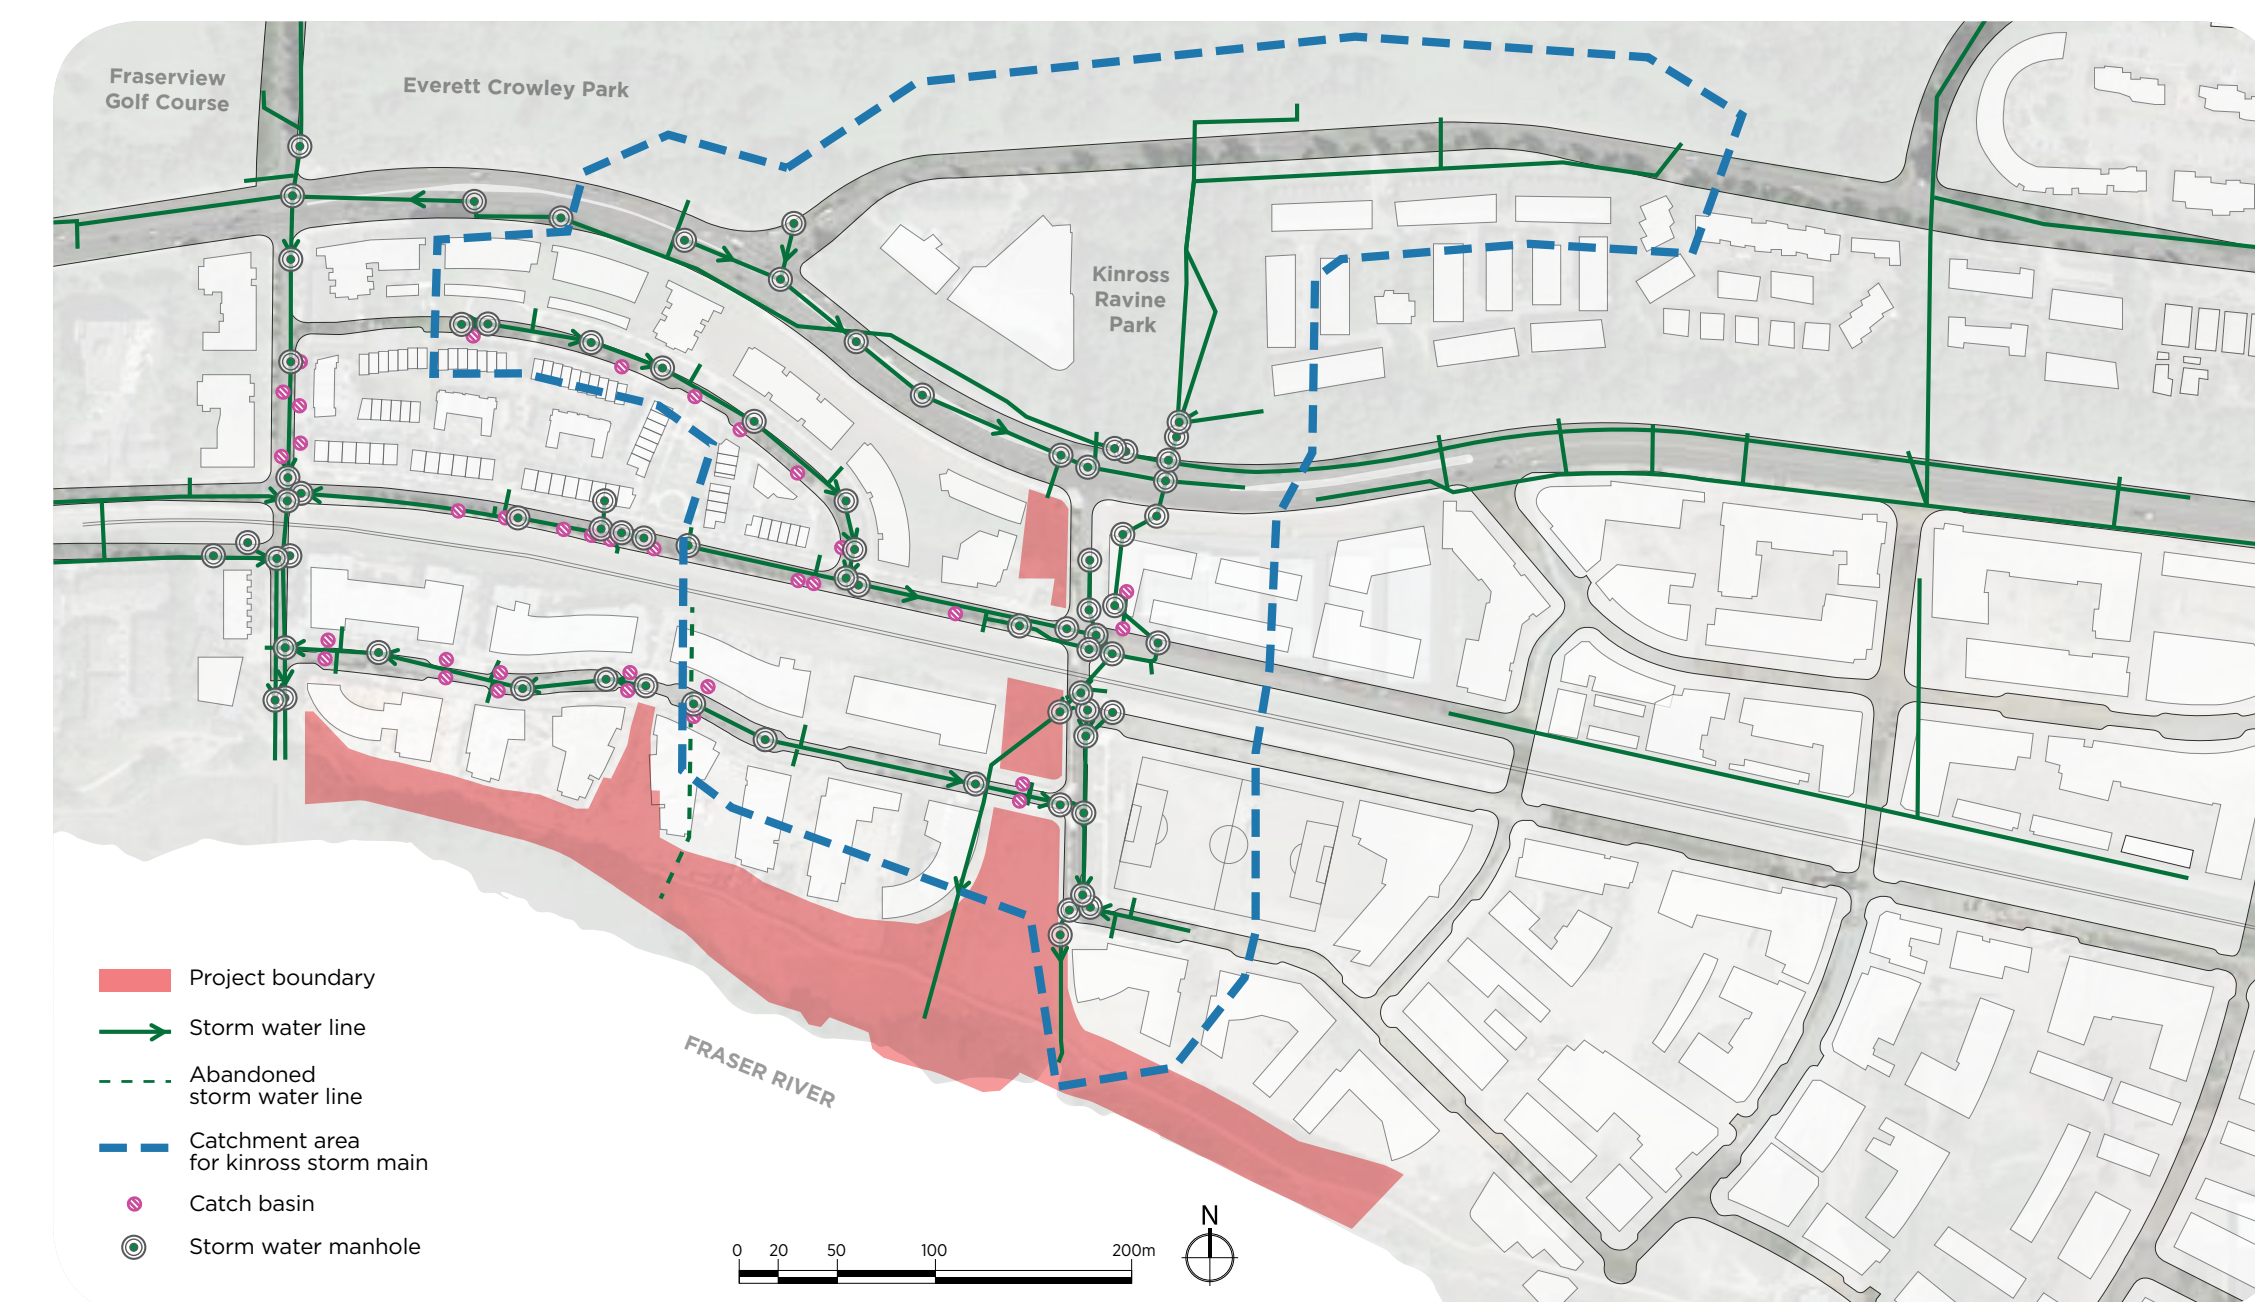 Fraserview
Golf Course
Everett Crowley Park
Kinross
Ravine
Park
Project boundary
Storm water line
Abandoned
storm water line
Catchment area
for kinross storm main
Catch basin
Storm water manhole
FRASER RIVER
0 20 50 100 200m
N